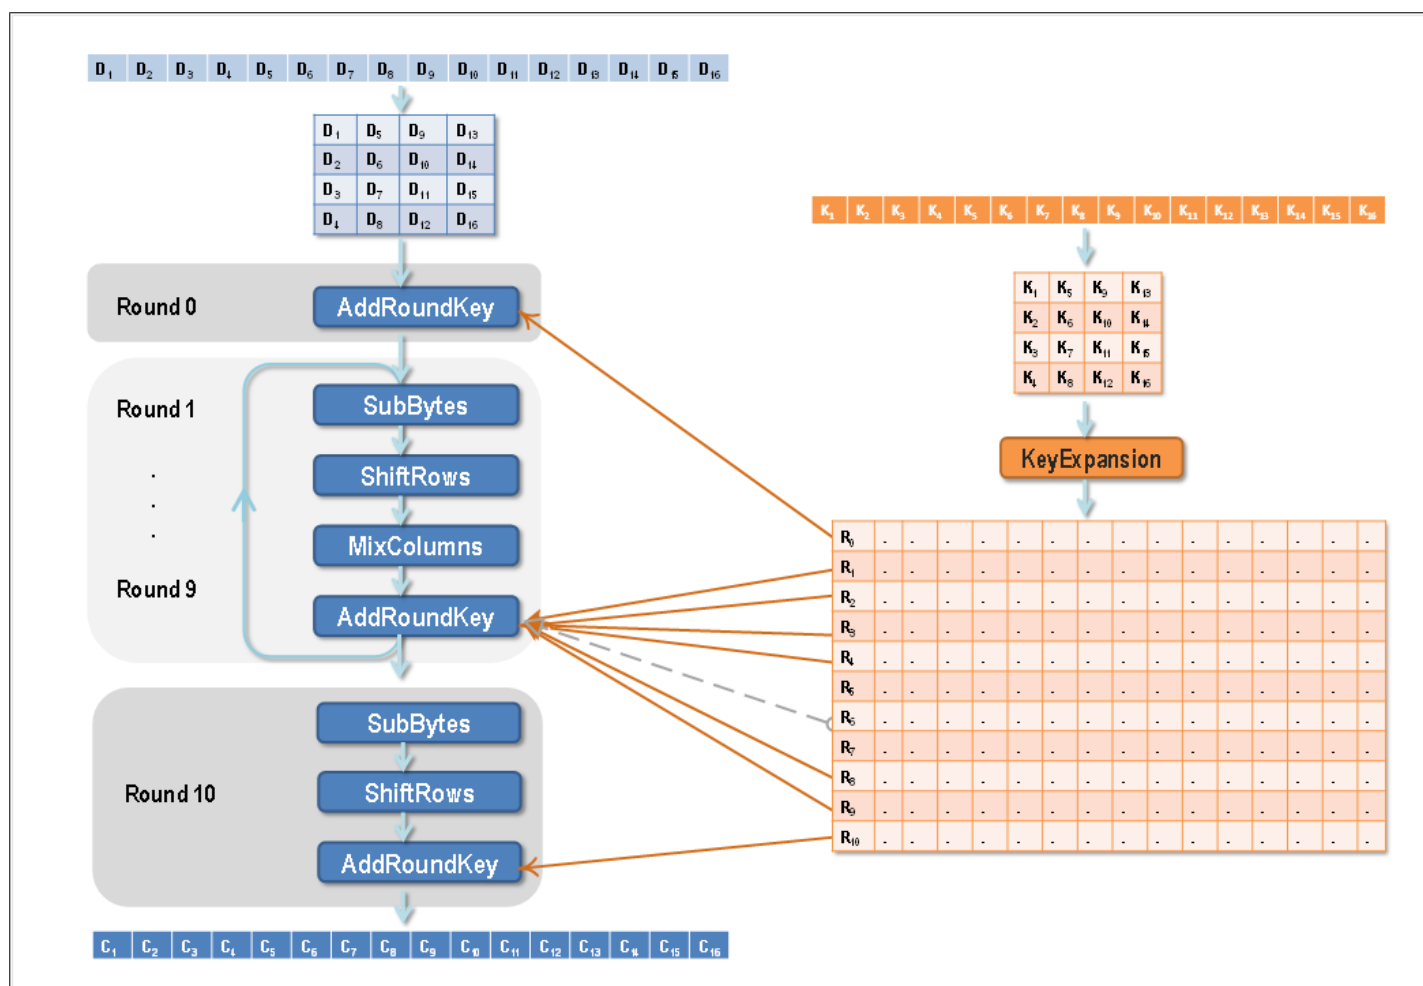 D1 D2 D3 D4 D5 D6 D7 D8 D9 D10 D11 D12 D13 D14 D15 D16
D1 D5 D9 D13
D2 D6 D10 D14
D3 D7 D11 D15
D4 D8 D12 D16
K1 K2 K3 K4 K5 K6 K7 K8 K9 K10 K11 K12 K13 K14 K15 K16
K1 K5 K9 K13
K2 K6 K10 K14
K3 K7 K11 K15
K4 K8 K12 K16
KeyExpansion
Round 0
AddRoundKey
Round 1
.
.
.
Round 9
SubBytes
ShiftRows
MixColumns
AddRoundKey
Round 10
SubBytes
ShiftRows
AddRoundKey
R0 . . . . . . . . . . . . . . .
R1 . . . . . . . . . . . . . . .
R2 . . . . . . . . . . . . . . .
R3 . . . . . . . . . . . . . . .
R4 . . . . . . . . . . . . . . .
R6 . . . . . . . . . . . . . . .
R5 . . . . . . . . . . . . . . .
R7 . . . . . . . . . . . . . . .
R8 . . . . . . . . . . . . . . .
R9 . . . . . . . . . . . . . . .
R10 . . . . . . . . . . . . . . .
C1 C2 C3 C4 C5 C6 C7 C8 C9 C10 C11 C12 C13 C14 C15 C16